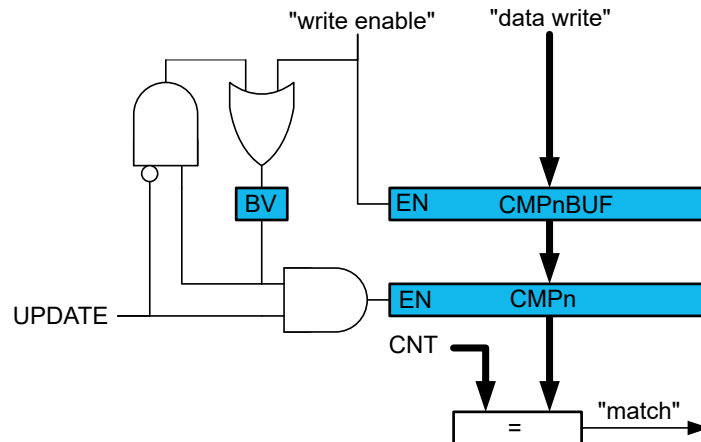 "write enable" "data write"
BV
EN CMPnBUF
EN CMPn
UPDATE
CNT
= "match"